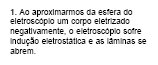 1. Ao aproximarmos da esfera do
eletroscópio um corpo eletrizado
negativamente, o eletroscópio sofre
indução eletrostática e as lâminas se
abrem.